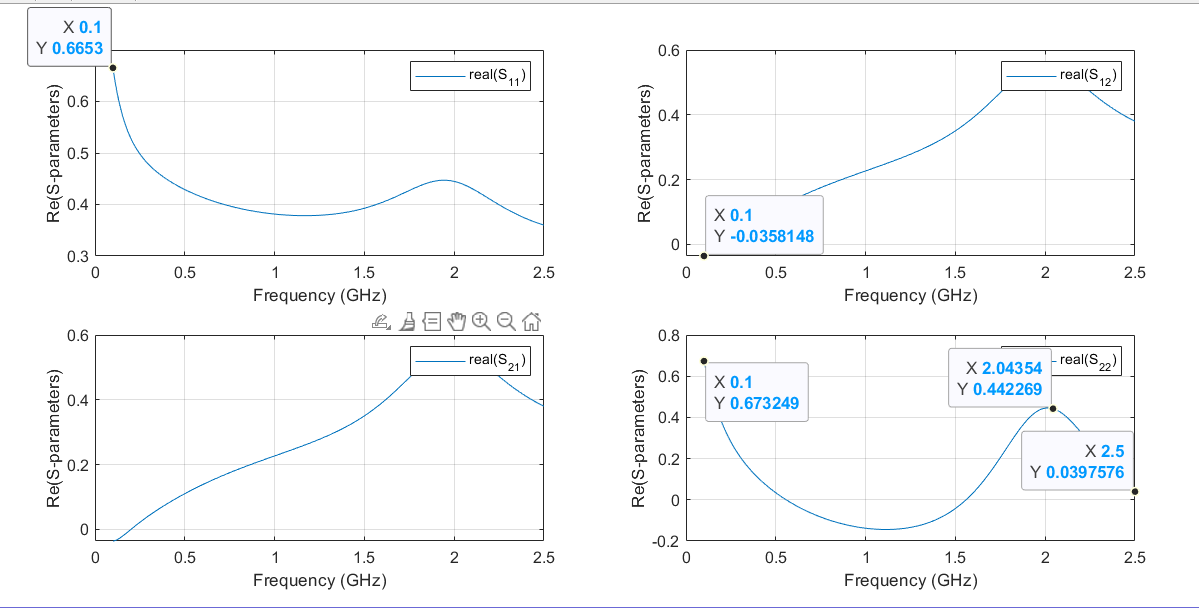 X 0.1
Y 0.6653
real(S11)
Re(S-parameters)
0.6
0.5
0.4
0.3
0
0.5
1
1.5
2
2.5
Frequency (GHz)
real(S12)
Re(S-parameters)
0.6
0.4
0.2
0
X 0.1
Y -0.0358148
0
0.5
1
1.5
2
2.5
Frequency (GHz)
real(S21)
Re(S-parameters)
0.6
0.4
0.2
0
0
0.5
1
1.5
2
2.5
Frequency (GHz)
real(S22)
Re(S-parameters)
0.8
0.6
0.4
0.2
0
-0.2
X 0.1
Y 0.673249
X 2.04354
Y 0.442269
X 2.5
Y 0.0397576
0
0.5
1
1.5
2
2.5
Frequency (GHz)